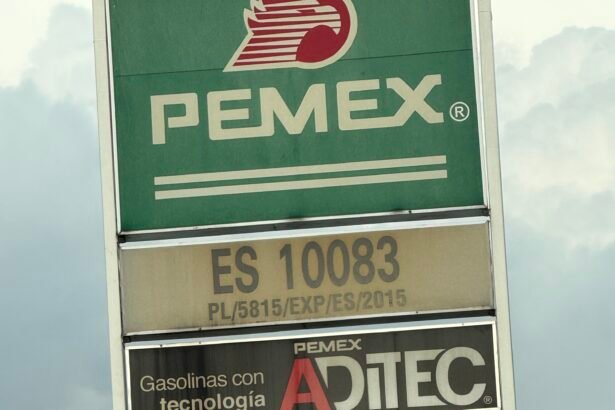 PEMEX®
ES 10083
PL/5815/EXP/ES/2015
PEMEX
Gasolinas con ADiTEC®
tecnología